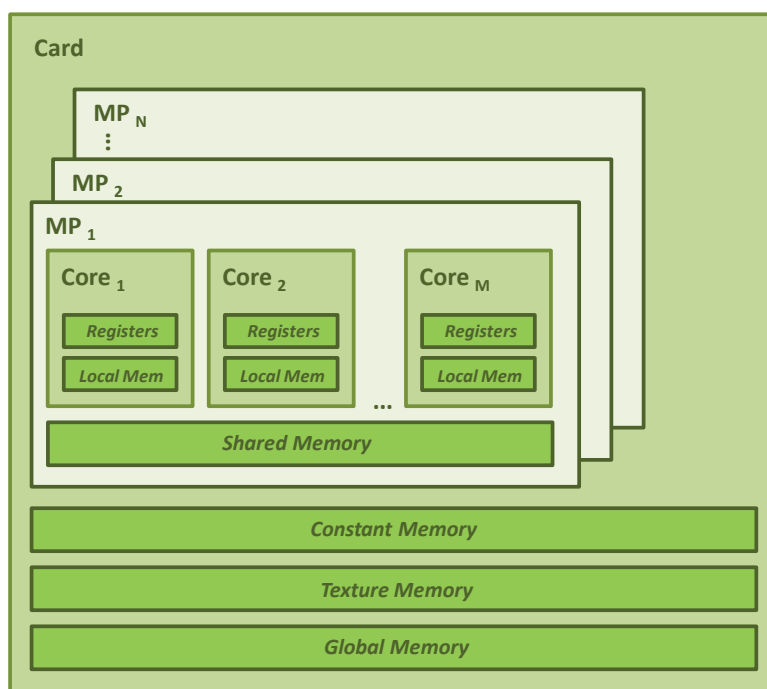 Card
MP N
⋮
MP 2
MP 1
Core 1 Core 2 Core M
Registers Registers Registers
Local Mem Local Mem Local Mem
...
Shared Memory
Constant Memory
Texture Memory
Global Memory